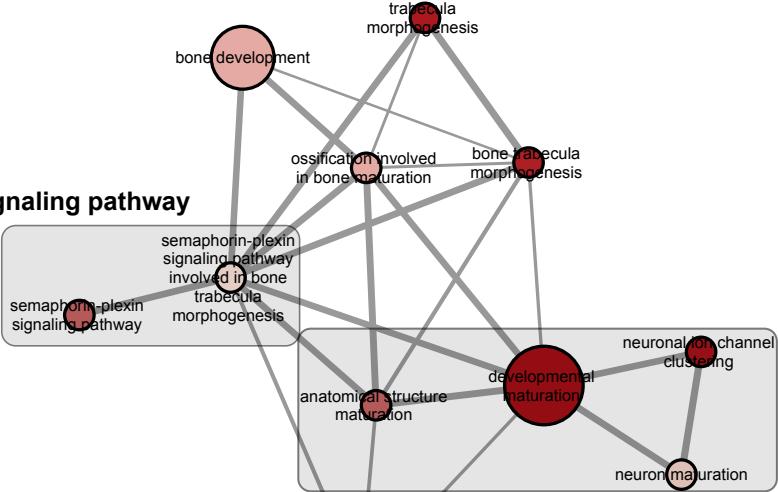 trabecula
morphogenesis
bone development
ossification involved
in bone maturation
bone trabecula
morphogenesis
signaling pathway
semaphorin-plexin
signaling pathway
involved in bone
trabecula
morphogenesis
semaphorin-plexin
signaling pathway
neuronal ion channel
clustering
developmental
maturation
anatomical structure
maturation
neuron maturation